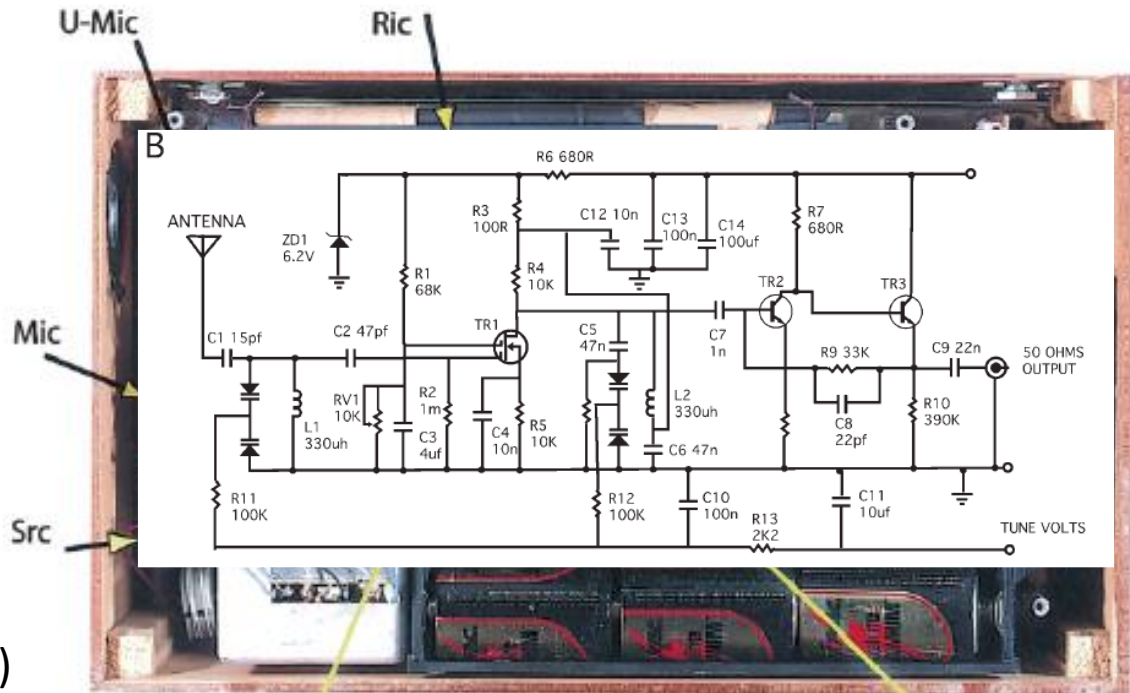 U-Mic
Ric
B
R6 680R
ANTENNA
R3
100R
C12 10n
C13
100n
C14
100uf
R7
680R
ZD1
6.2V
R1
68K
R4
10K
TR2
TR3
C1 15pf
C2 47pf
TR1
C5
47n
C7
1n
R9 33K
C9 22n
50 OHMS
OUTPUT
Mic
L1
330uh
RV1
10K
R2
1m
C3
4uf
C4
10n
R5
10K
L2
330uh
C6 47n
C8
22pf
R10
390K
R11
100K
R12
100K
C10
100n
R13
2K2
C11
10uf
TUNE VOLTS
Src
)